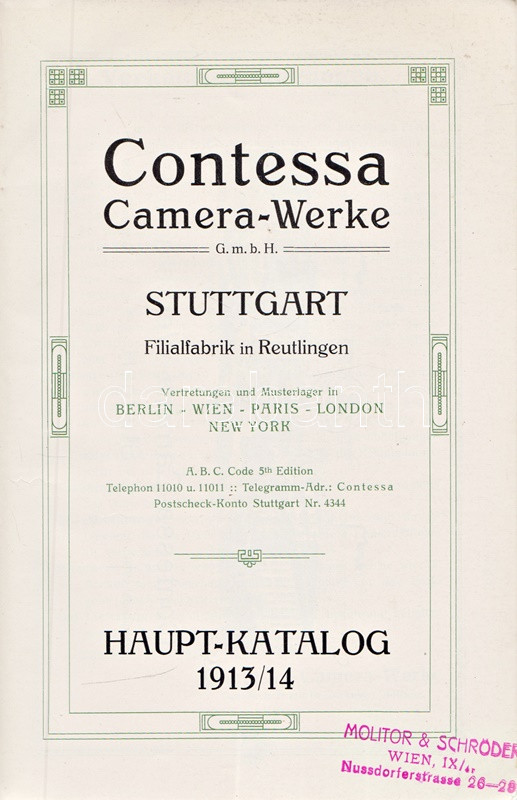 Contessa
Camera-Werke
G. m. b. H.
STUTTGART
Filialfabrik in Reutlingen
Vertretungen und Musterlager in
BERLIN - WIEN - PARIS - LONDON
NEW YORK
A. B. C. Code 5th Edition
Telephon 11010 u. 11011 :: Telegramm-Adr.: Contessa
Postscheck-Konto Stuttgart Nr. 4344
HAUPT-KATALOG
1913/14
MOLITOR & SCHRÖDER
WIEN, IX/4,
Nussdorferstrasse 26—28